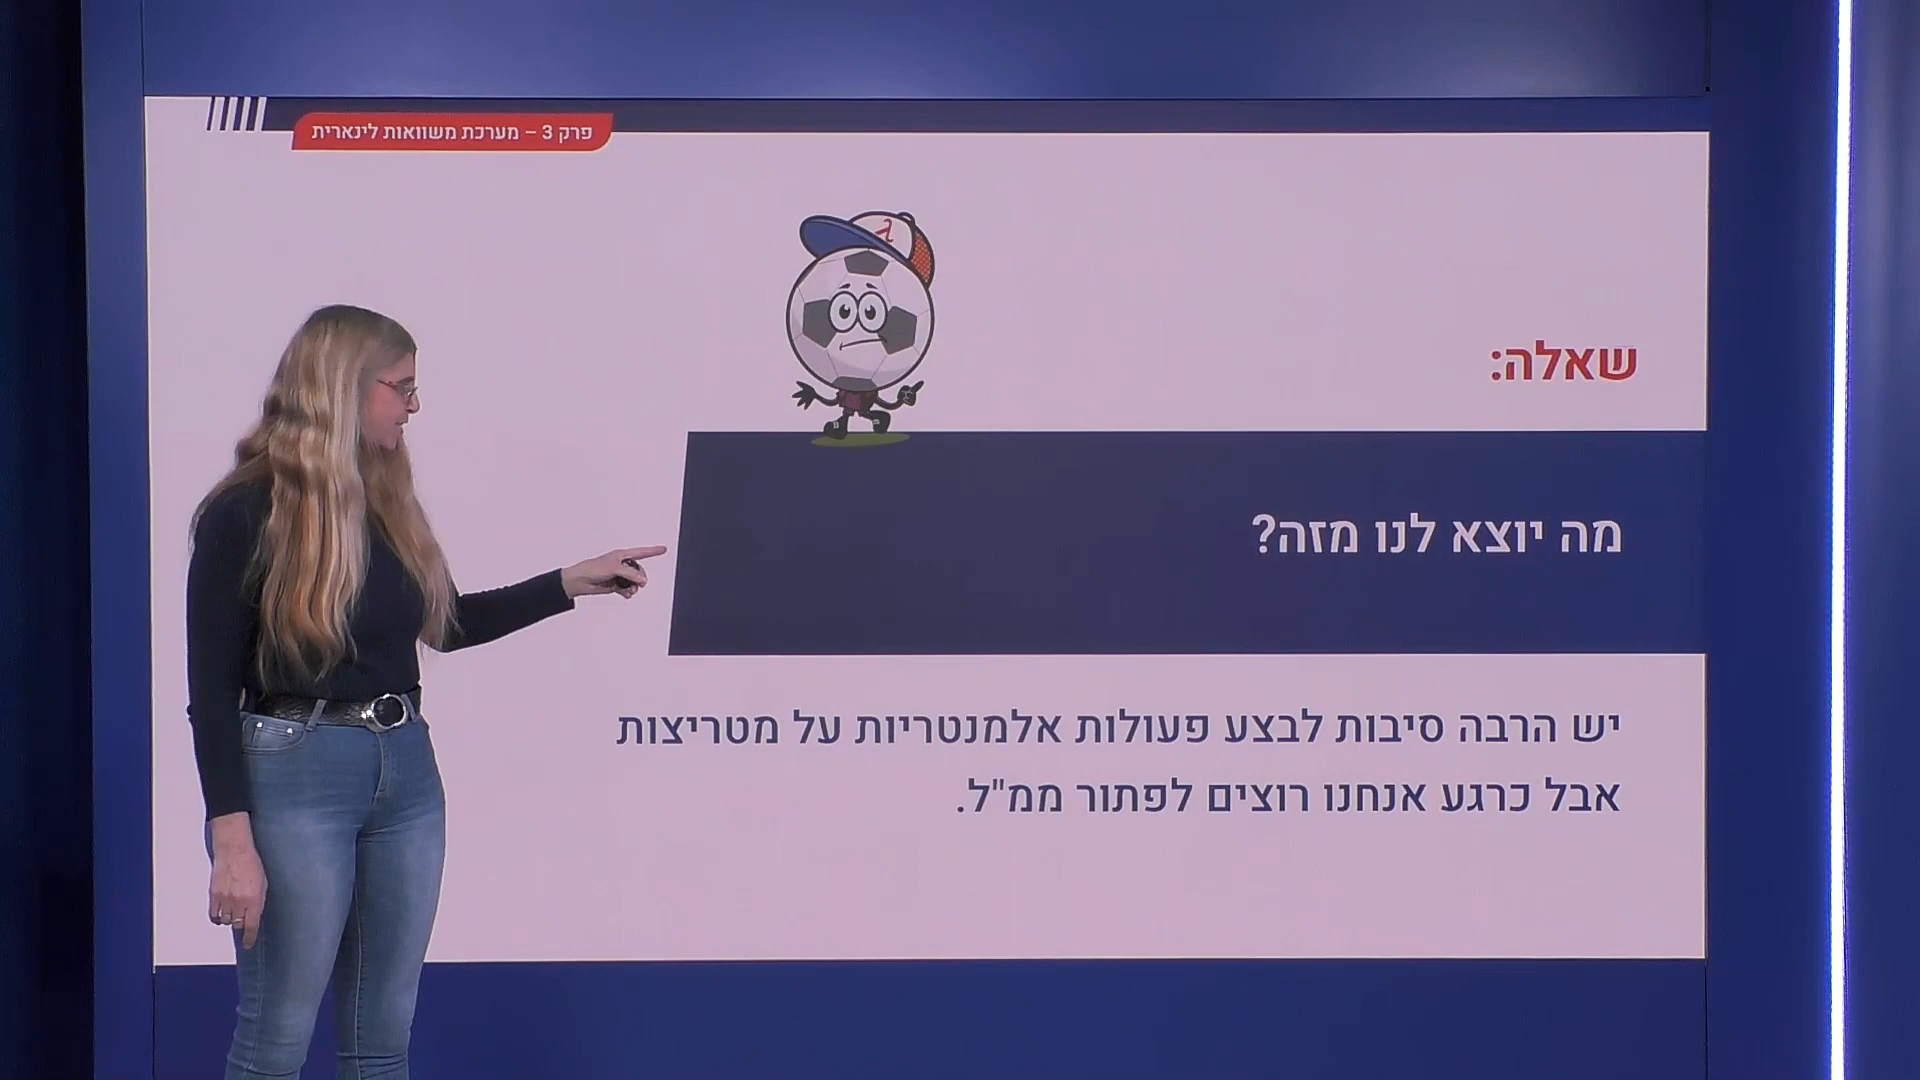 פרק 3 – מערכת משוואות לינארית
λ
שאלה:
מה יוצא לנו מזה?
יש הרבה סיבות לבצע פעולות אלמנטריות על מטריצות
אבל כרגע אנחנו רוצים לפתור ממ"ל.